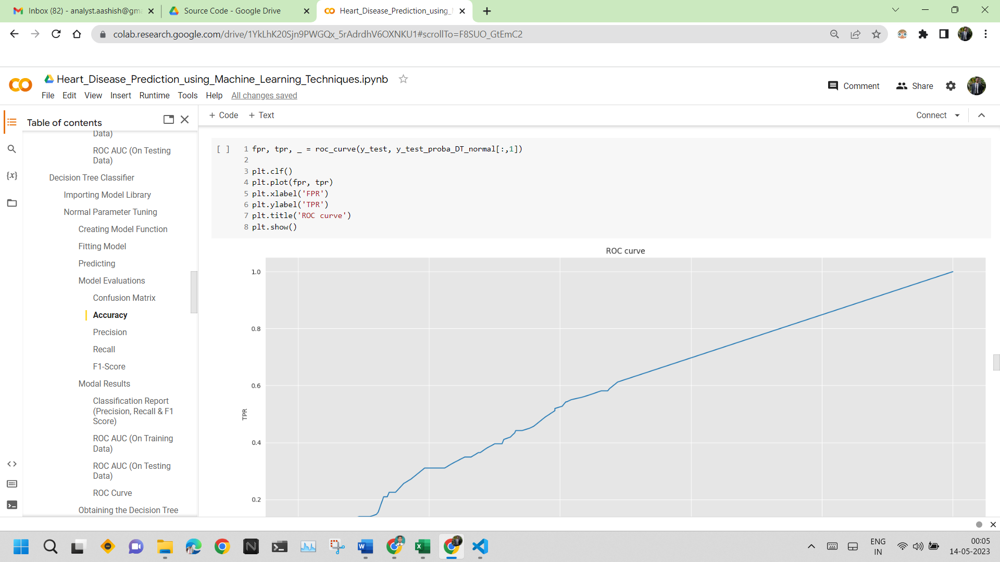 Inbox (82) - analyst.aashish@gm
Source Code - Google Drive
Heart_Disease_Prediction_using_
colab.research.google.com/drive/1YkLhK20Sjn9PWGQx_5rAdrdhV6OXNKU1#scrollTo=F8SUO_GtEmC2
Heart_Disease_Prediction_using_Machine_Learning_Techniques.ipynb
Comment
Share
File Edit View Insert Runtime Tools Help All changes saved
Table of contents
+ Code + Text
Connect
Data)
ROC AUC (On Testing
Data)
Decision Tree Classifier
Importing Model Library
Normal Parameter Tuning
Creating Model Function
Fitting Model
Predicting
Model Evaluations
Confusion Matrix
Accuracy
Precision
Recall
F1-Score
Modal Results
Classification Report
(Precision, Recall & F1
Score)
ROC AUC (On Training
Data)
ROC AUC (On Testing
Data)
ROC Curve
Obtaining the Decision Tree
[ ] 1 fpr, tpr, _ = roc_curve(y_test, y_test_proba_DT_normal[:,1])
2
3 plt.clf()
4 plt.plot(fpr, tpr)
5 plt.xlabel('FPR')
6 plt.ylabel('TPR')
7 plt.title('ROC curve')
8 plt.show()
ROC curve
1.0
0.8
0.6
TPR
0.4
0.2
ENG
IN
00:05
14-05-2023